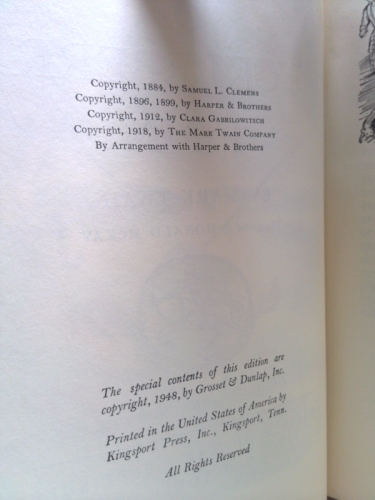 Copyright, 1884, by Samuel L. Clemens
Copyright, 1896, 1899, by Harper & Brothers
Copyright, 1912, by Clara Gabrilowitsch
Copyright, 1918, by The Mark Twain Company
By Arrangement with Harper & Brothers
The special contents of this edition are
copyright, 1948, by Grosset & Dunlap, Inc.
Printed in the United States of America by
Kingsport Press, Inc., Kingsport, Tenn.
All Rights Reserved